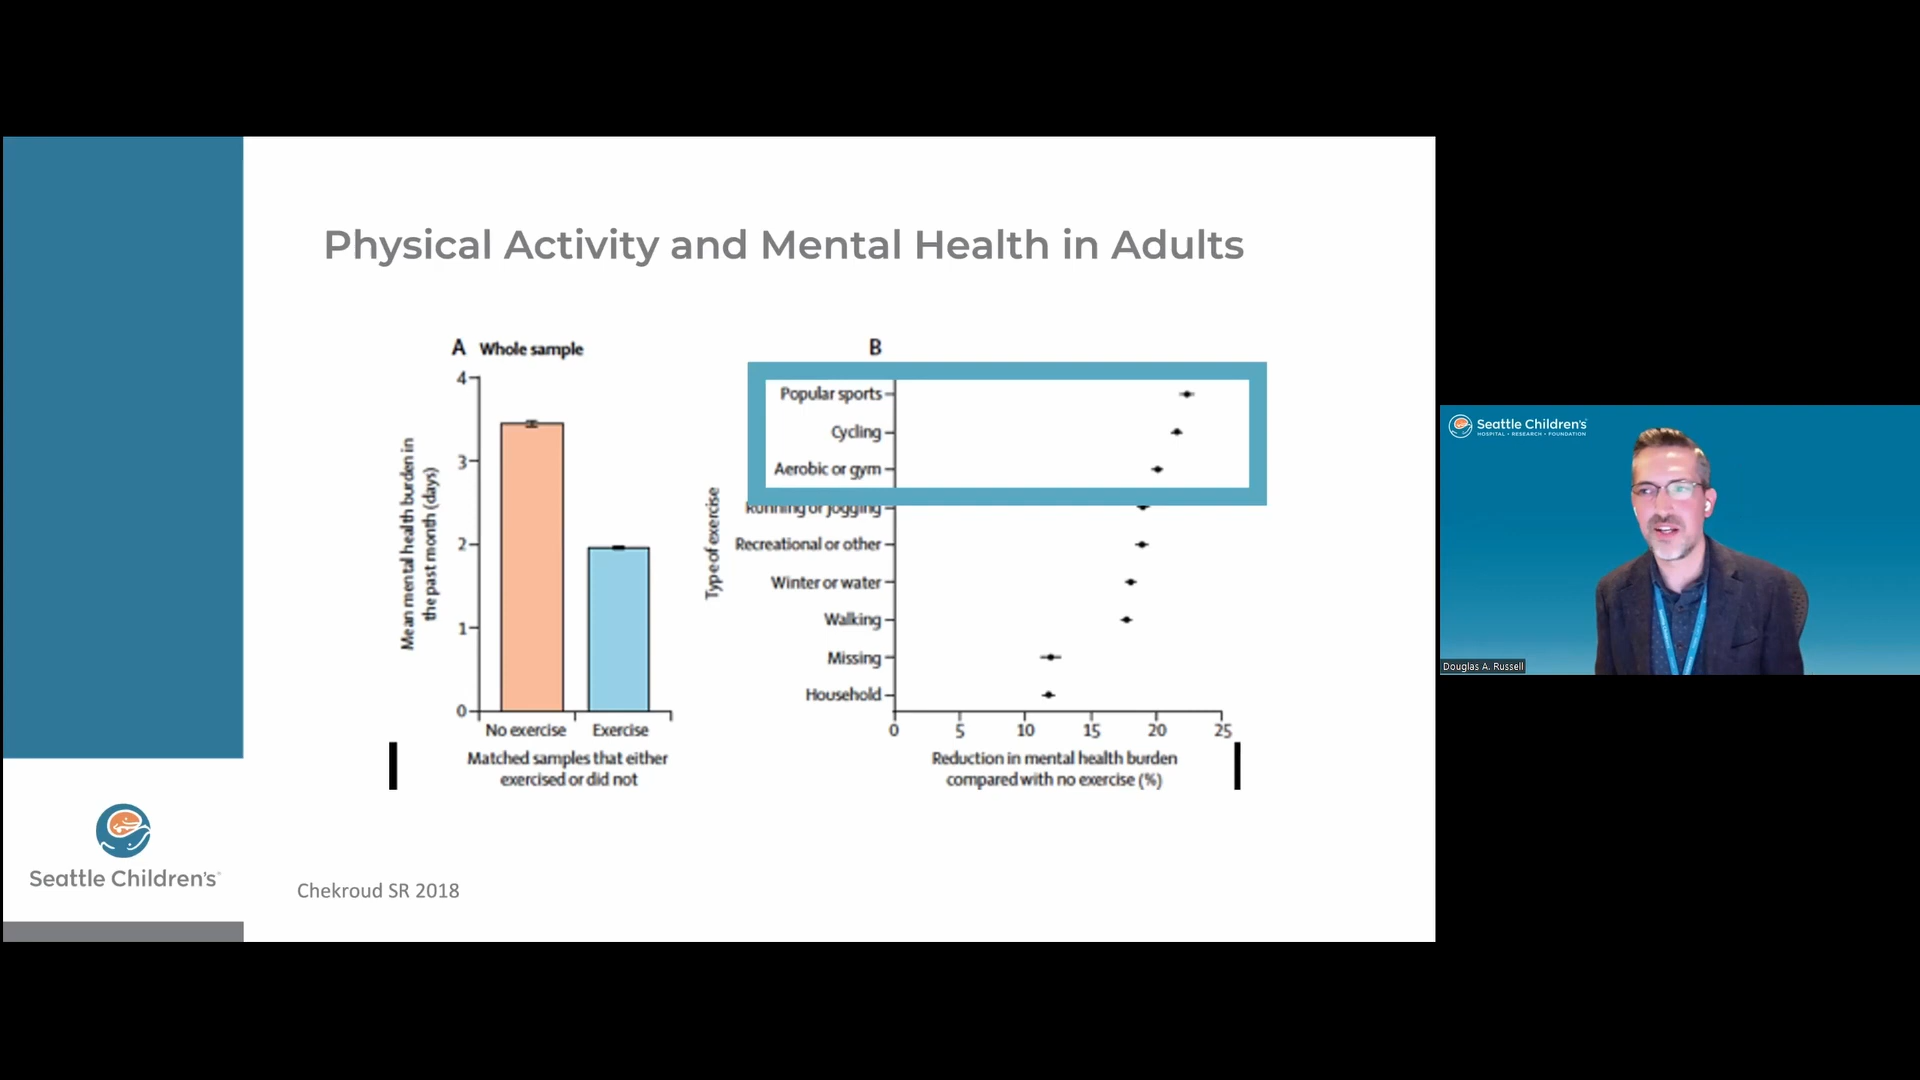 Physical Activity and Mental Health in Adults
A Whole sample
4
3
2
1
0
Mean mental health burden in
the past month (days)
No exercise
Exercise
Matched samples that either
exercised or did not
B
Type of exercise
Popular sports
Cycling
Aerobic or gym
Running or jogging
Recreational or other
Winter or water
Walking
Missing
Household
0 5 10 15 20 25
Reduction in mental health burden
compared with no exercise (%)
Seattle Children's
Chekroud SR 2018
Seattle Children's
HOSPITAL • RESEARCH • FOUNDATION
Douglas A. Russell